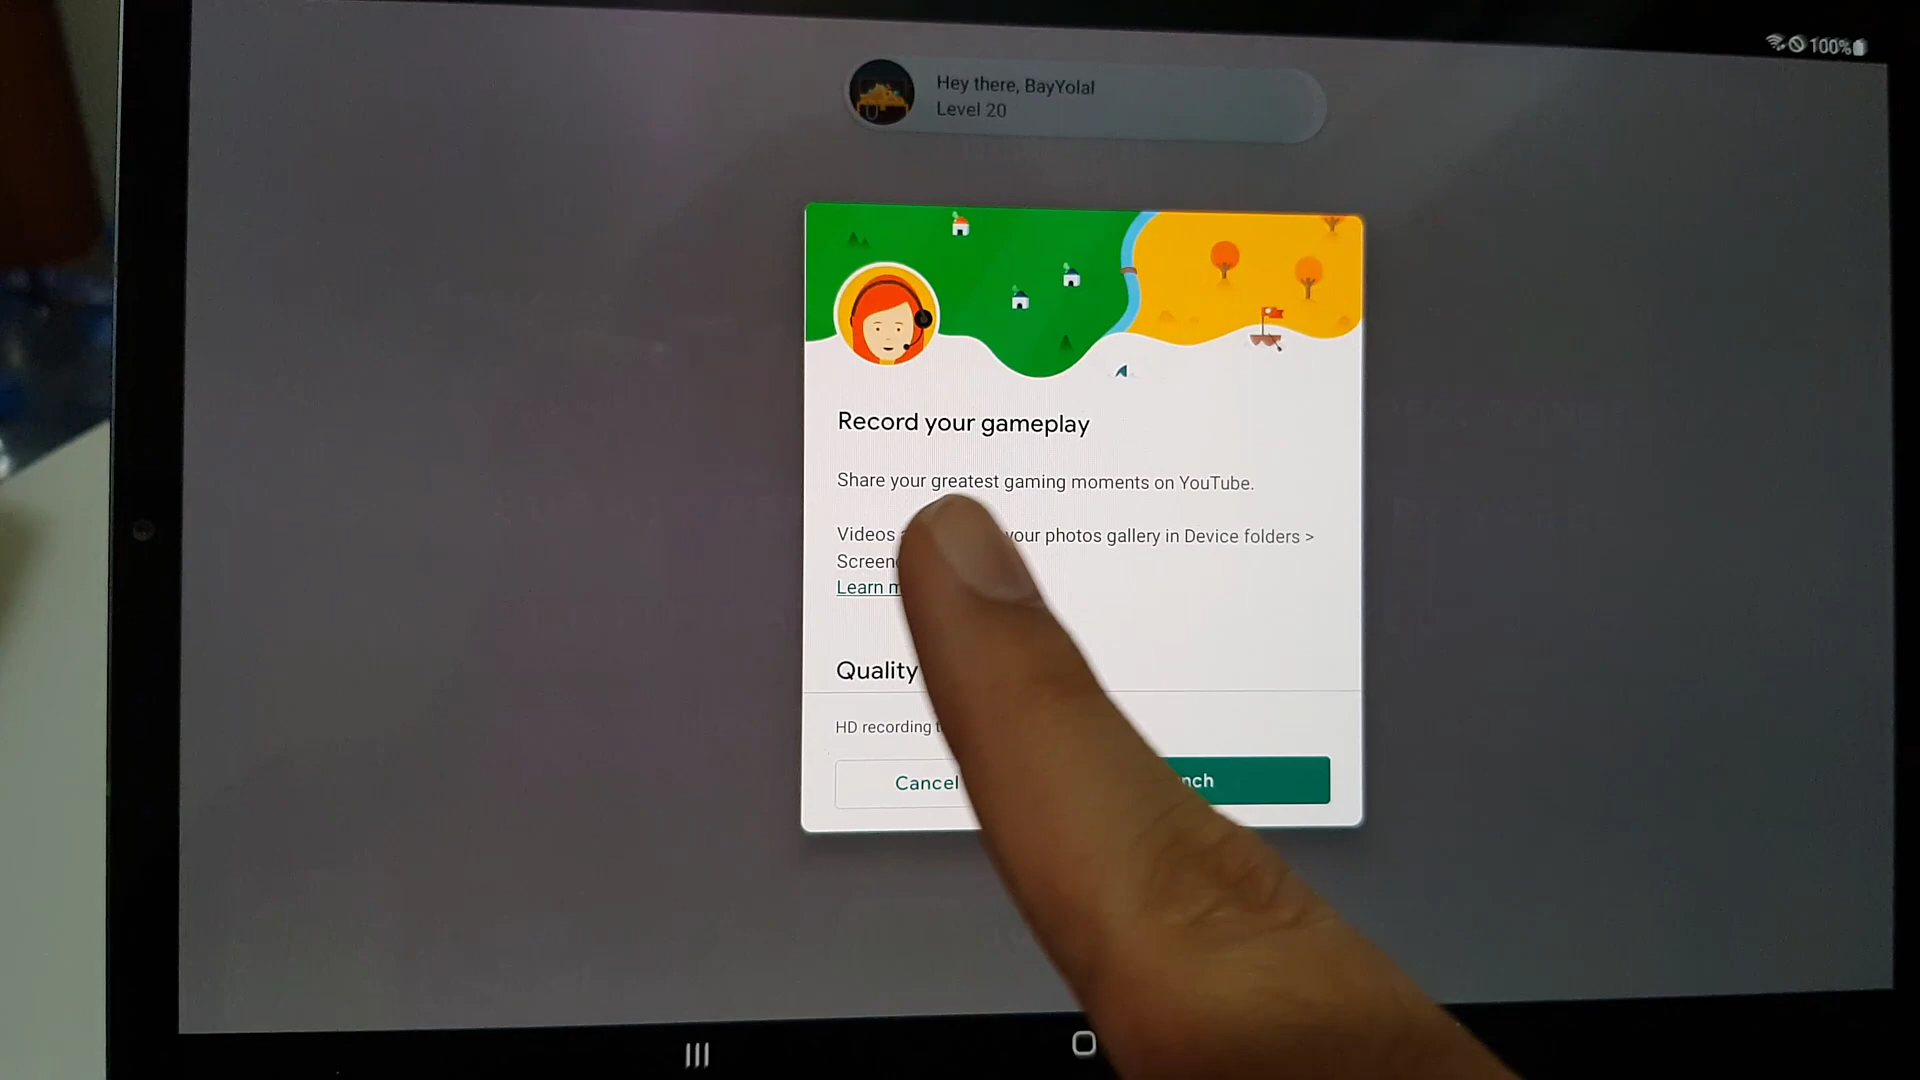 100%
Hey there, BayYolal
Level 20
Record your gameplay
Share your greatest gaming moments on YouTube.
Videos your photos gallery in Device folders >
Screen
Learn m
Quality
HD recording t
Cancel nch